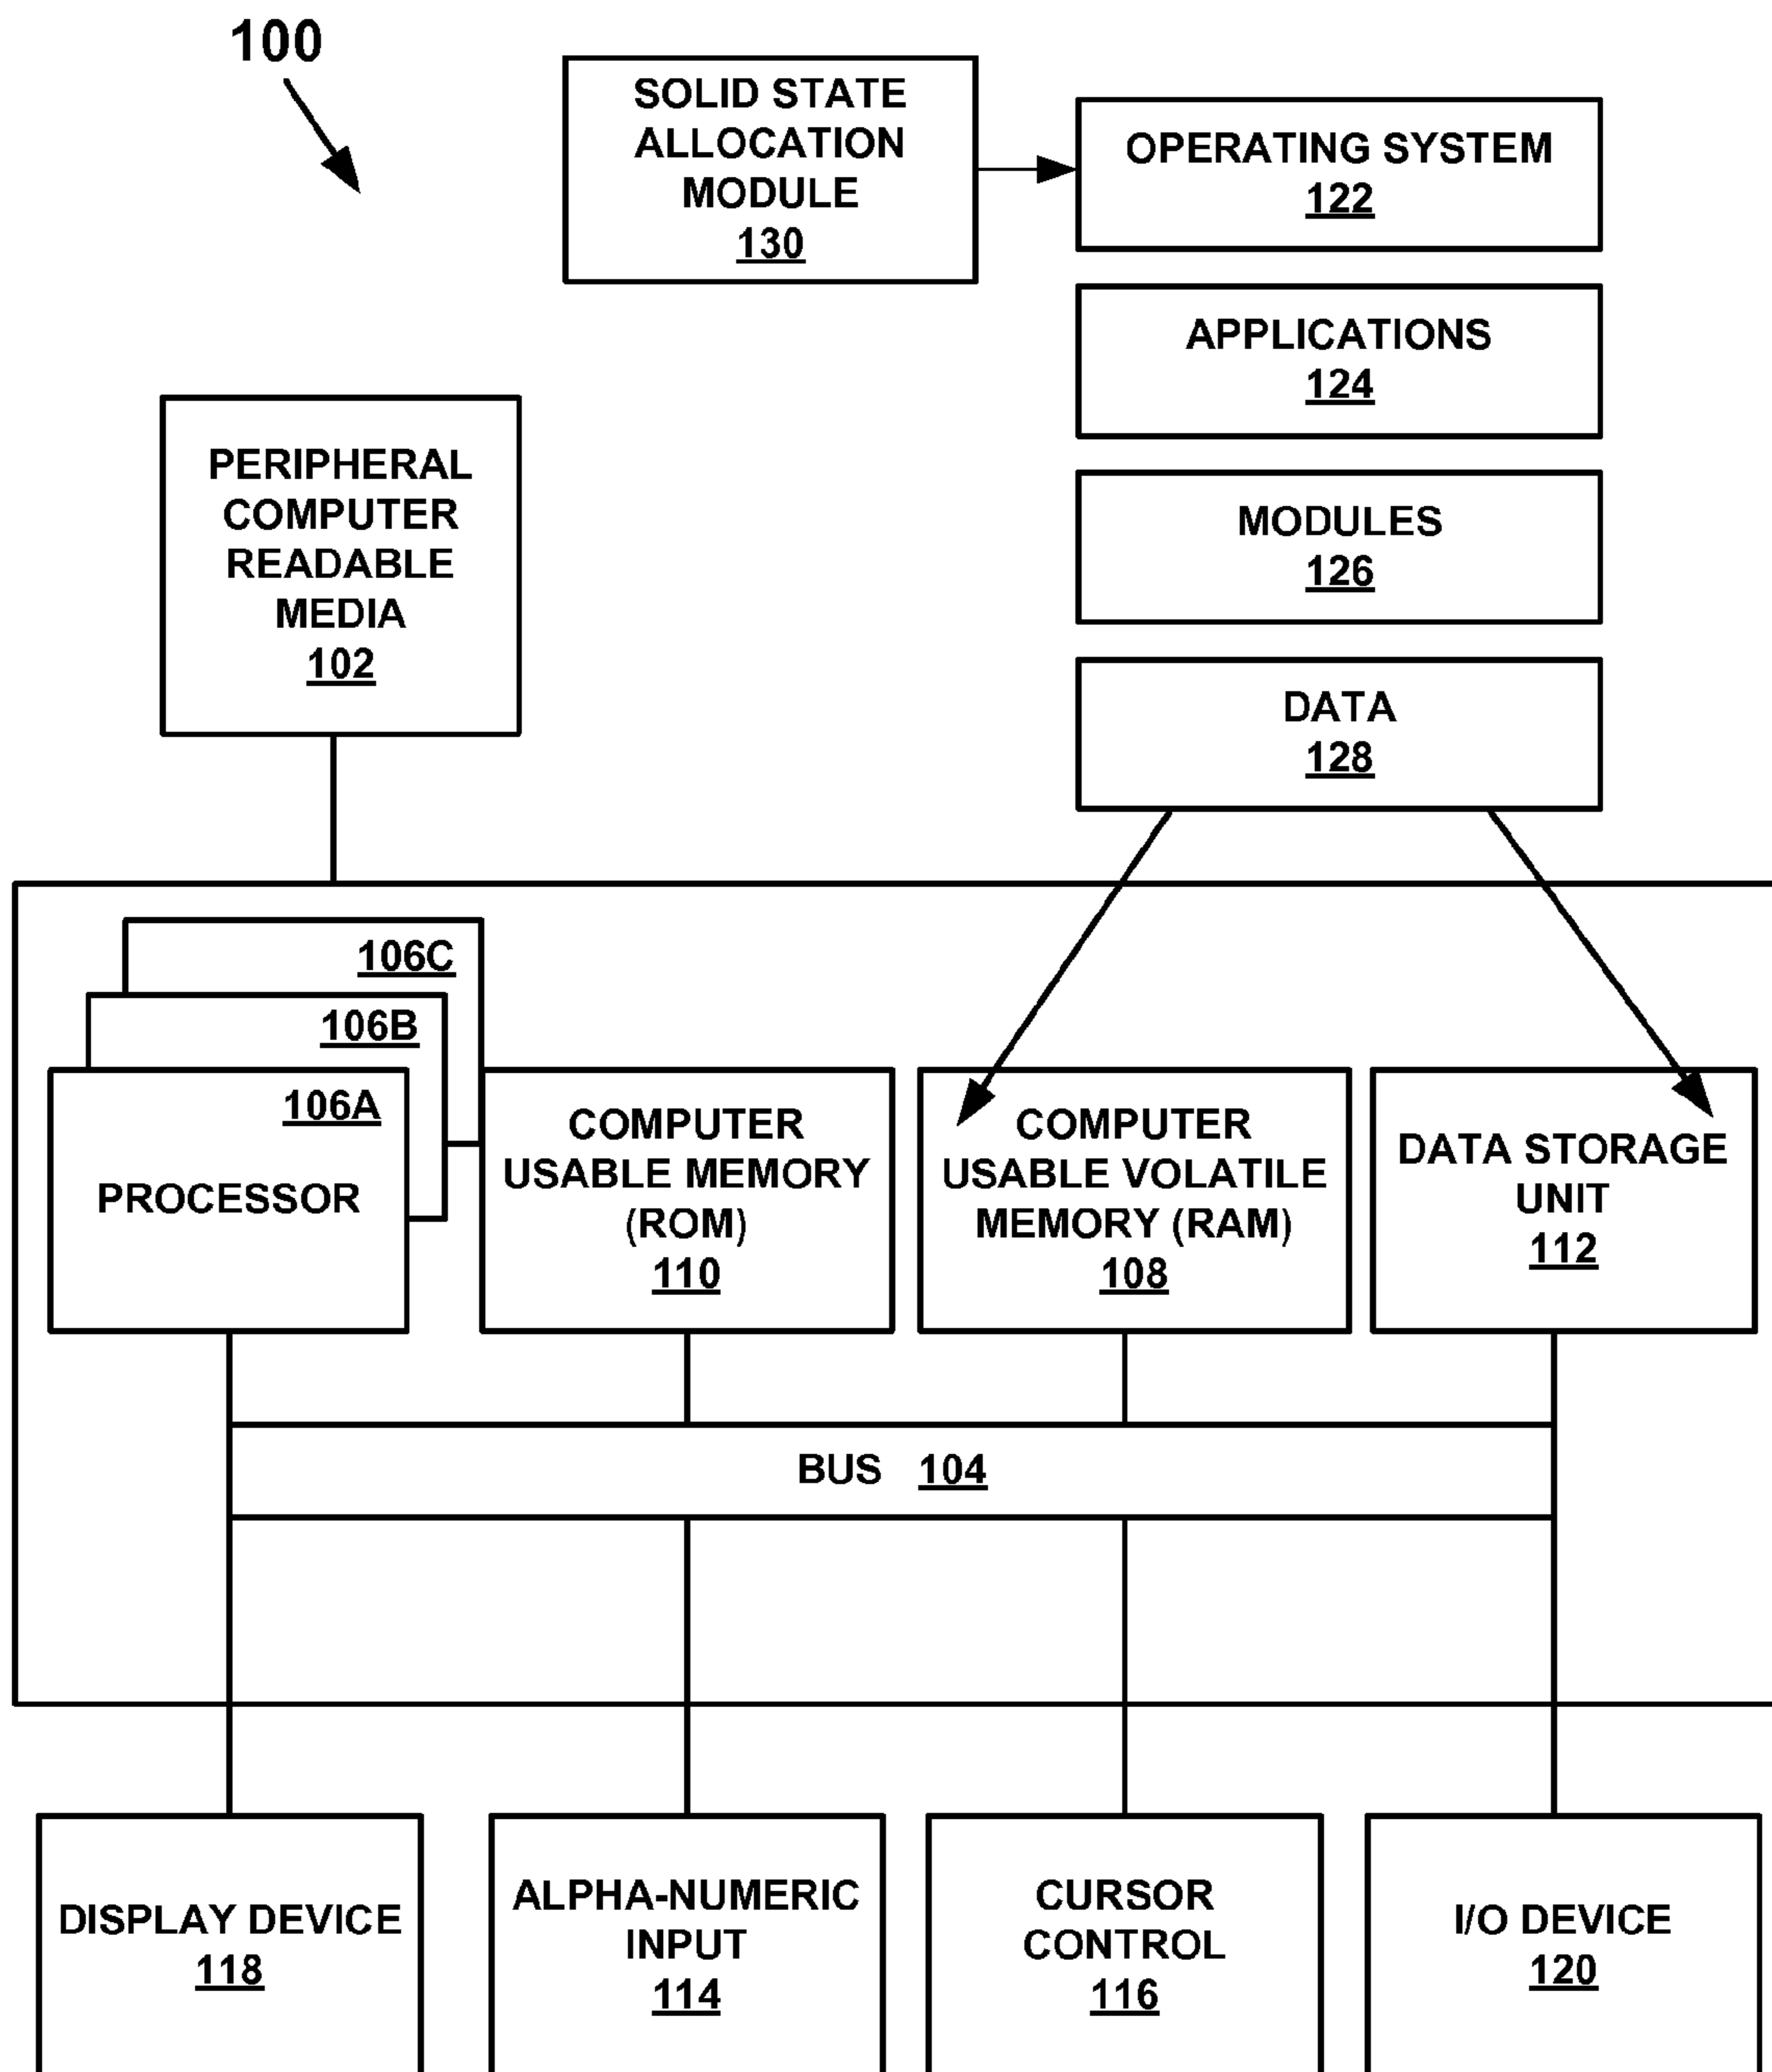 100
SOLID STATE
ALLOCATION
MODULE
130
OPERATING SYSTEM
122
APPLICATIONS
124
PERIPHERAL
COMPUTER
READABLE
MEDIA
102
MODULES
126
DATA
128
106C
106B
106A
PROCESSOR
COMPUTER
USABLE MEMORY
(ROM)
110
COMPUTER
USABLE VOLATILE
MEMORY (RAM)
108
DATA STORAGE
UNIT
112
BUS 104
DISPLAY DEVICE
118
ALPHA-NUMERIC
INPUT
114
CURSOR
CONTROL
116
I/O DEVICE
120